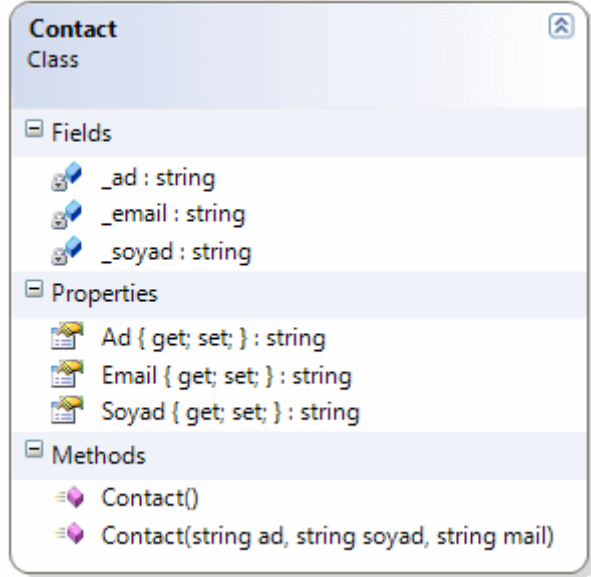 Contact
Class
Fields
_ad : string
_email : string
_soyad : string
Properties
Ad { get; set; } : string
Email { get; set; } : string
Soyad { get; set; } : string
Methods
Contact()
Contact(string ad, string soyad, string mail)